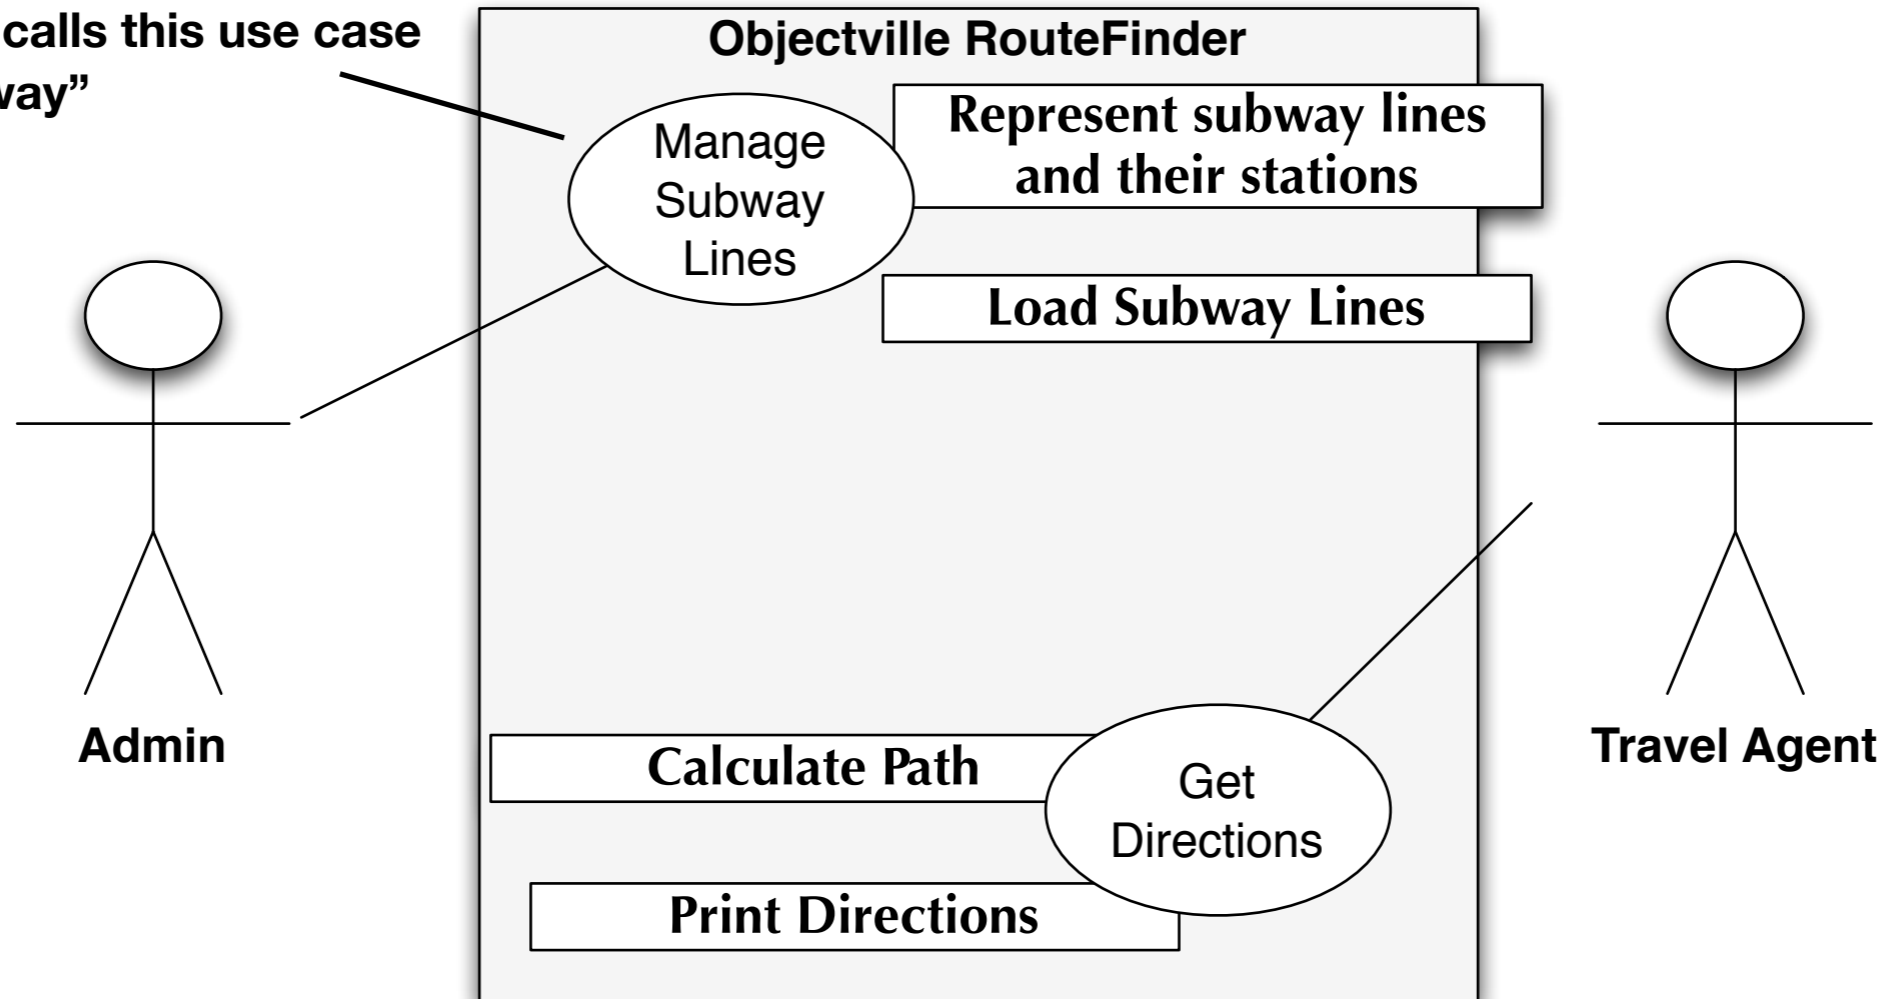 calls this use case
way”
Objectville RouteFinder
Manage
Subway
Lines
Represent subway lines
and their stations
Load Subway Lines
Admin
Travel Agent
Calculate Path
Get
Directions
Print Directions